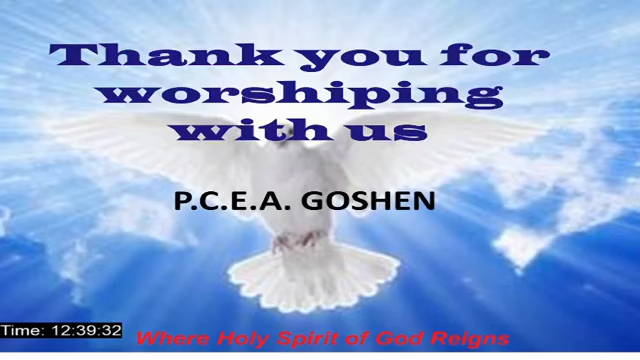 Thank you for
worshiping
with us
P.C.E.A. GOSHEN
Time: 12:39:32
Where Holy Spirit of God Reigns